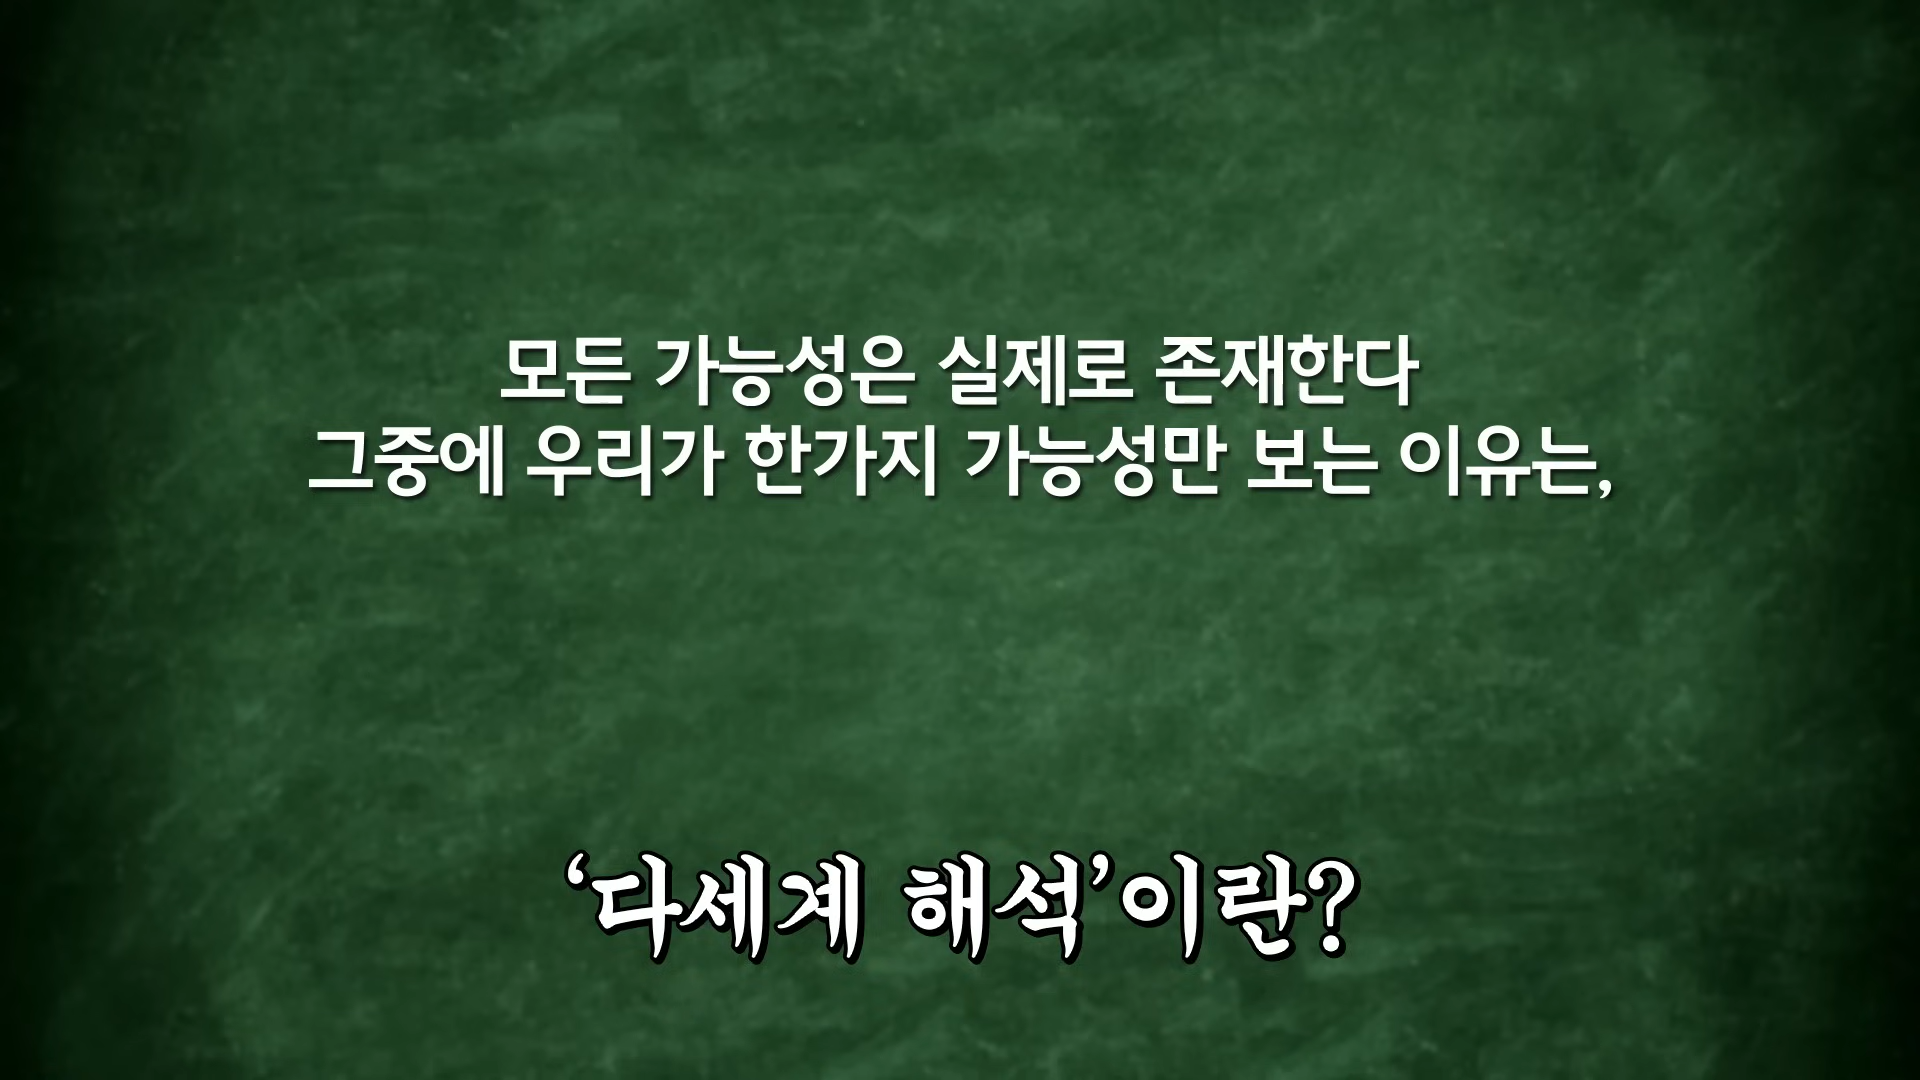 모든 가능성은 실제로 존재한다
그중에 우리가 한가지 가능성만 보는 이유는,
‘다세계 해석’이란?